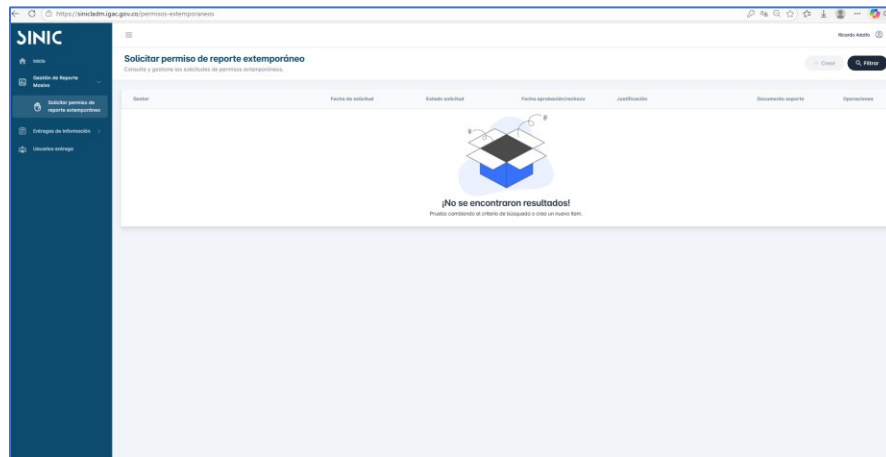 https://sinicladm.igac.gov.co/permisos-extemporaneos
SINIC
Ricardo Adolfo
Inicio
Gestión de Reporte
Masivo
Solicitar permiso de
reporte extemporáneo
Entregas de Información
Usuarios entrega
Solicitar permiso de reporte extemporáneo
Consulta y gestiona las solicitudes de permisos extemporáneos.
+ Crear
Filtrar
Gestor
Fecha de solicitud
Estado solicitud
Fecha aprobación/rechazo
Justificación
Documento soporte
Operaciones
¡No se encontraron resultados!
Prueba combiando el criterio de búsqueda o crea un nuevo ítem.